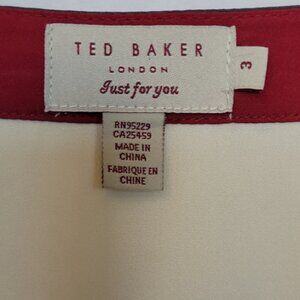 TED BAKER
LONDON
Just for you
3
RN95229
CA25459
MADE IN
CHINA
FABRIQUE EN
CHINE